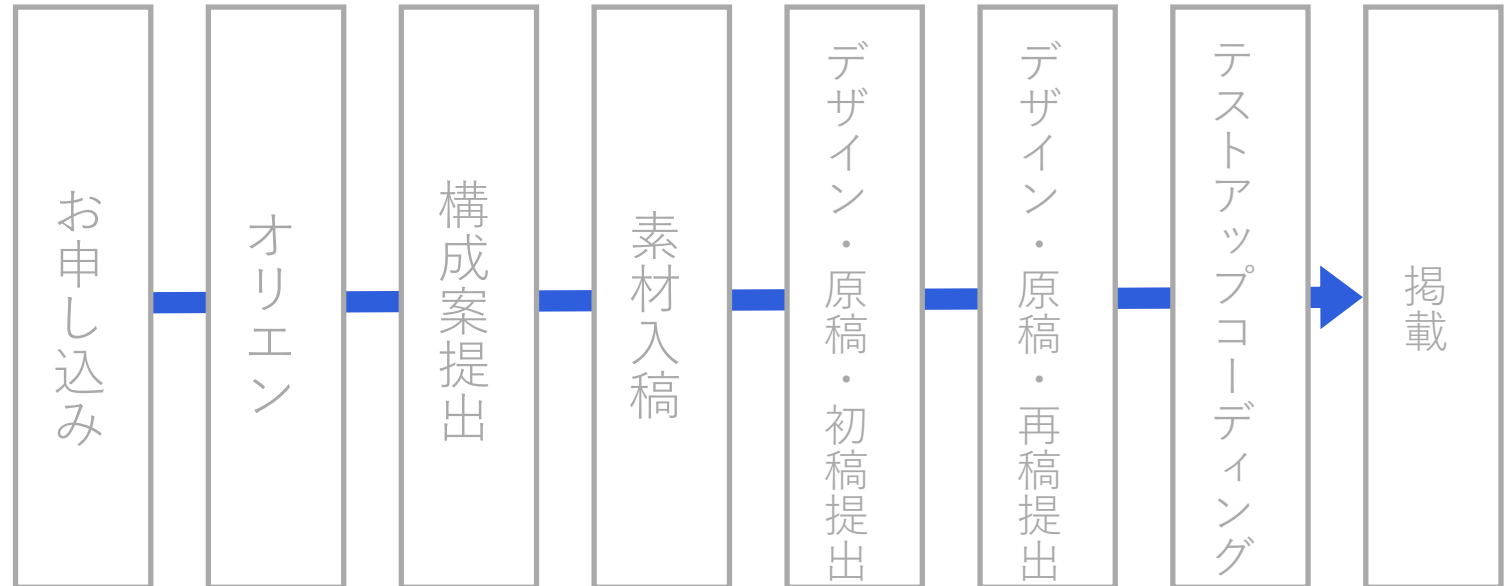 お申し込み
オリエン
構成案提出
素材入稿
デザイン・原稿・初稿提出
デザイン・原稿・再稿提出
テストアップコーディング
掲載